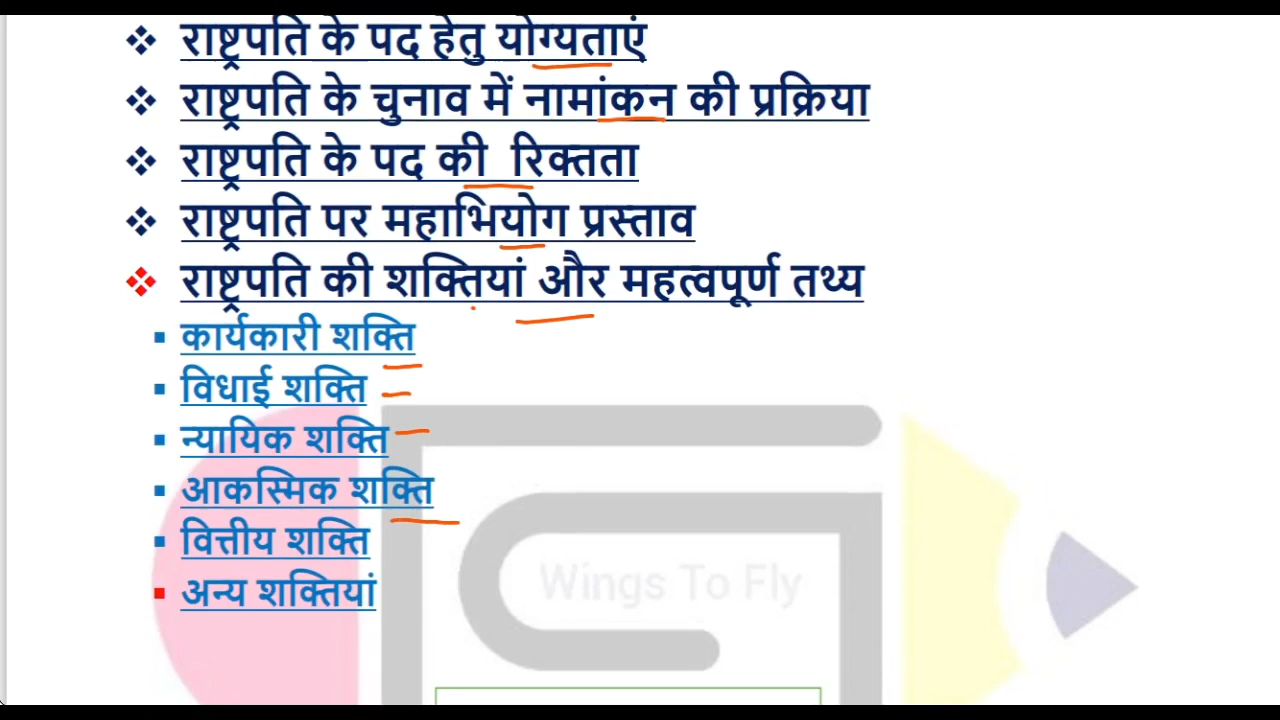 ❖ राष्ट्रपति के पद हेतु योग्यताएं
❖ राष्ट्रपति के चुनाव में नामांकन की प्रक्रिया
❖ राष्ट्रपति के पद की रिक्तता
❖ राष्ट्रपति पर महाभियोग प्रस्ताव
❖ राष्ट्रपति की शक्तियां और महत्वपूर्ण तथ्य
▪ कार्यकारी शक्ति
▪ विधाई शक्ति
▪ न्यायिक शक्ति
▪ आकस्मिक शक्ति
▪ वित्तीय शक्ति
▪ अन्य शक्तियां
Wings To Fly